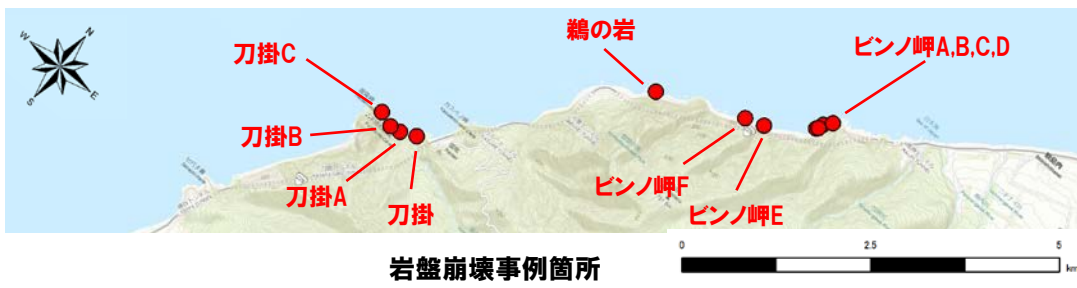 鵜の岩
ビンノ岬A,B,C,D
刀掛C
刀掛B
刀掛A
刀掛
ビンノ岬F
ビンノ岬E
N
W
S
E
岩盤崩壊事例箇所
0 2.5 5
km